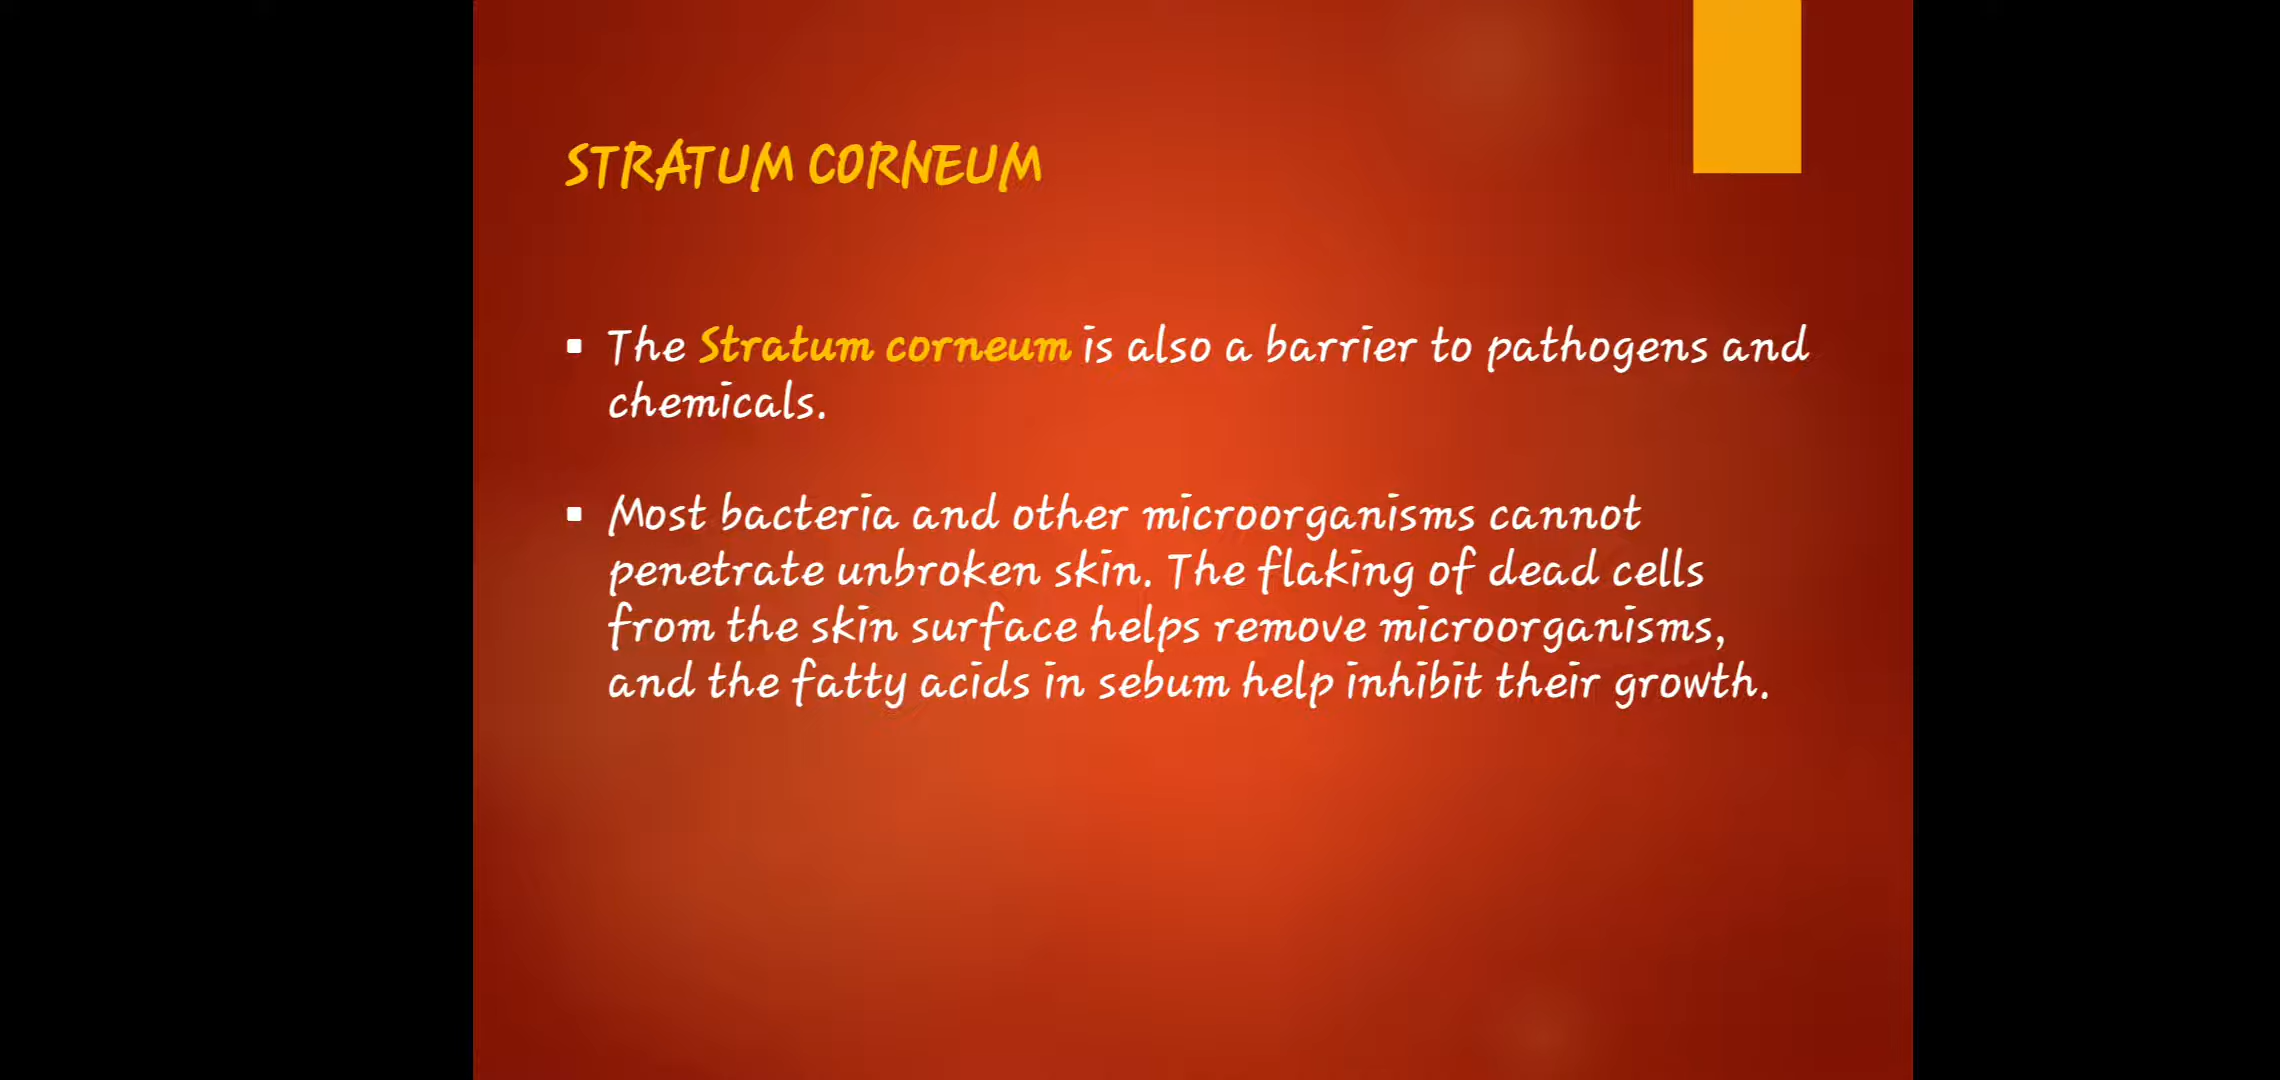 STRATUM CORNEUM
▪ The Stratum corneum is also a barrier to pathogens and
chemicals.
▪ Most bacteria and other microorganisms cannot
penetrate unbroken skin. The flaking of dead cells
from the skin surface helps remove microorganisms,
and the fatty acids in sebum help inhibit their growth.